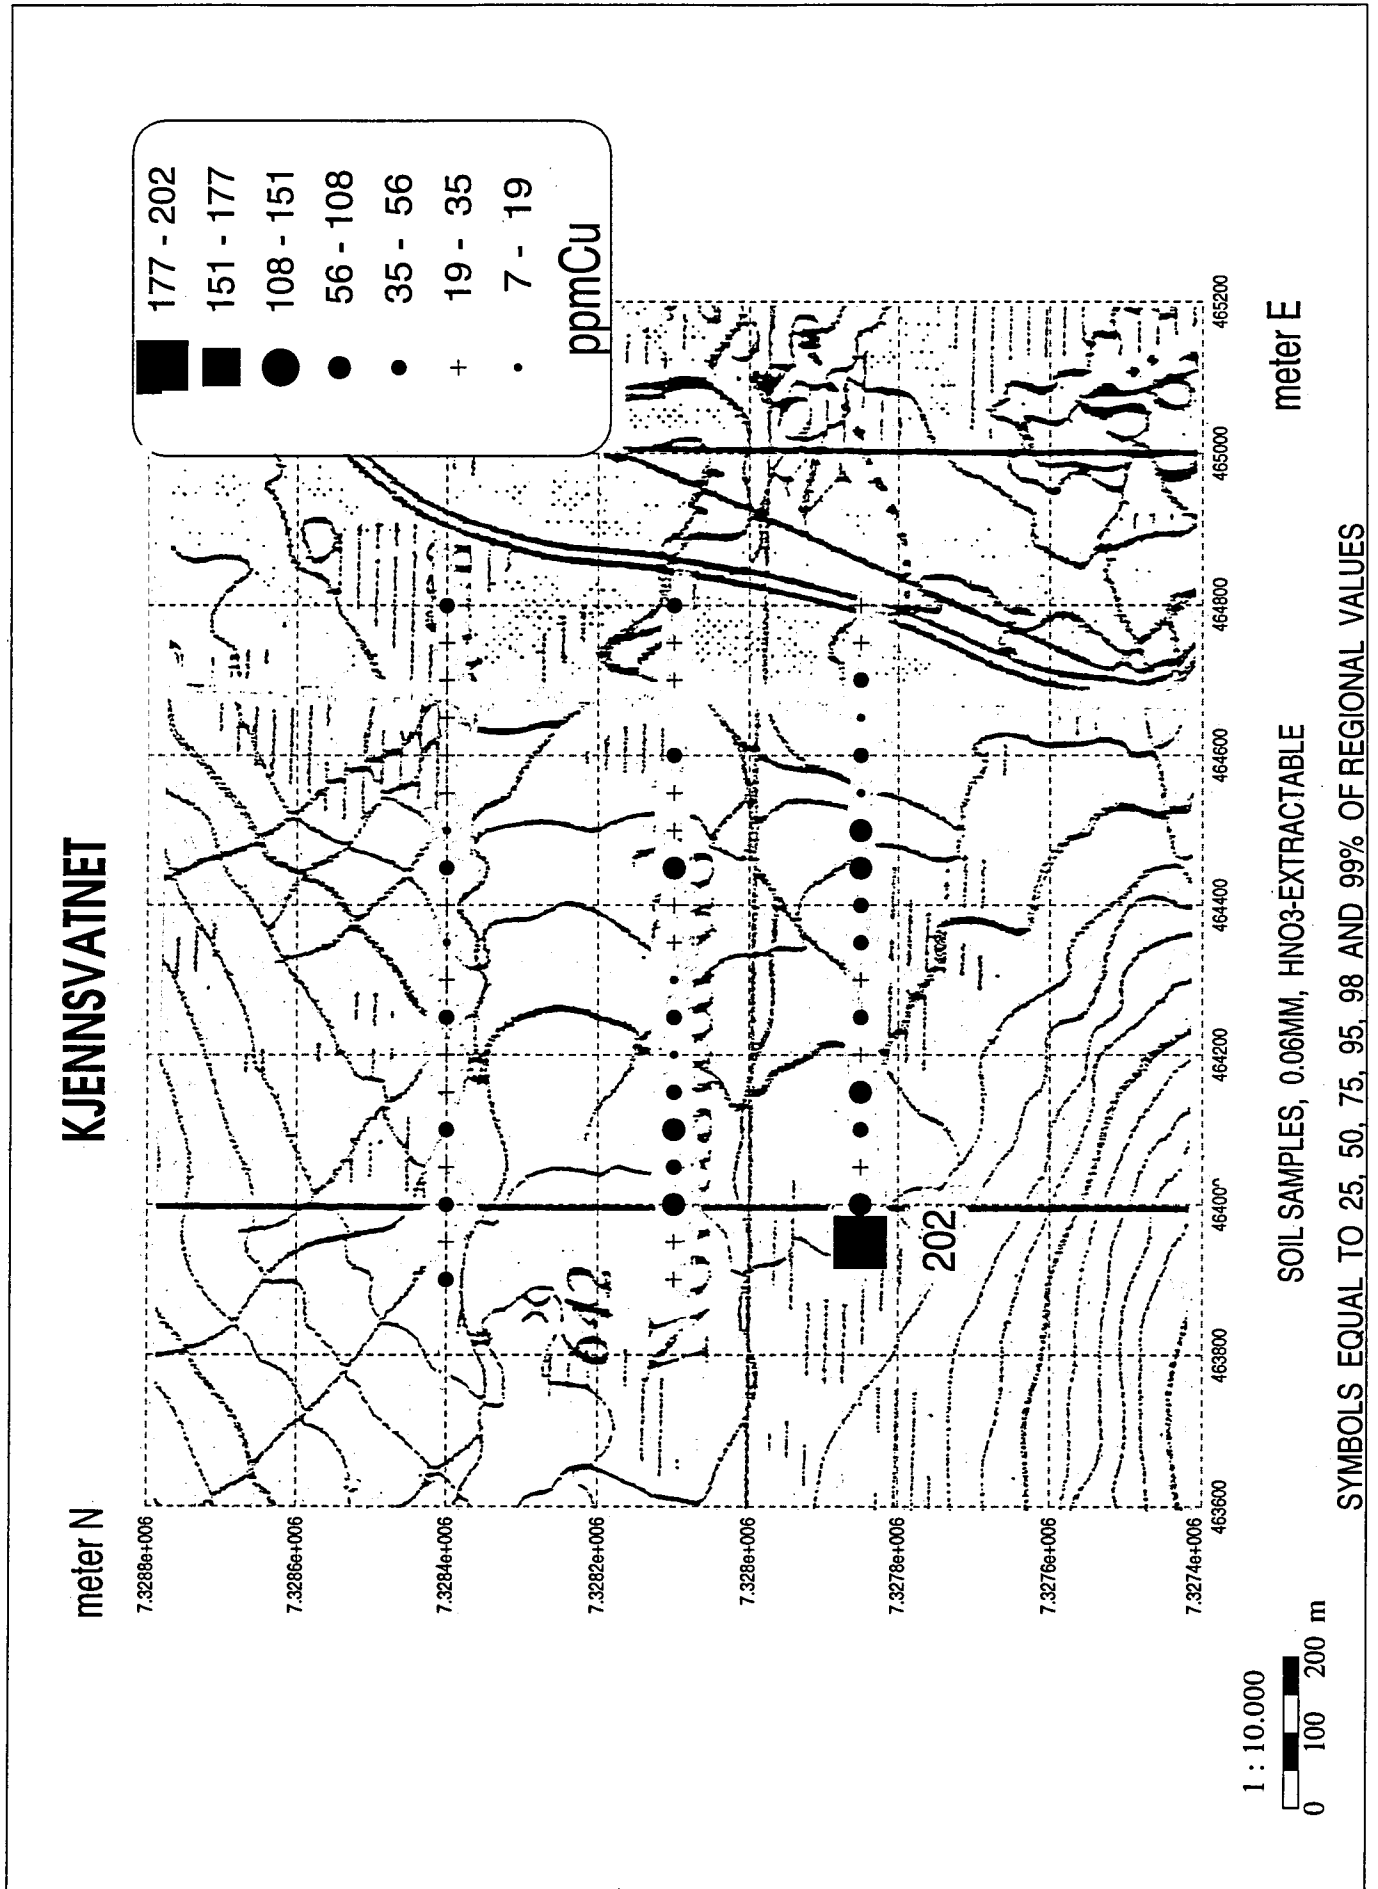 KJENNSVATNET
meter N
177 - 202
151 - 177
108 - 151
56 - 108
35 - 56
19 - 35
7 - 19
ppmCu
7.3288e+006
7.3286e+006
7.3284e+006
7.3282e+006
7.328e+006
7.3278e+006
7.3276e+006
7.3274e+006
202
463600
463800
464000
464200
464400
464600
464800
465000
465200
meter E
1 : 10.000
0 100 200 m
SOIL SAMPLES, 0.06MM, HNO3-EXTRACTABLE
SYMBOLS EQUAL TO 25, 50, 75, 95, 98 AND 99% OF REGIONAL VALUES